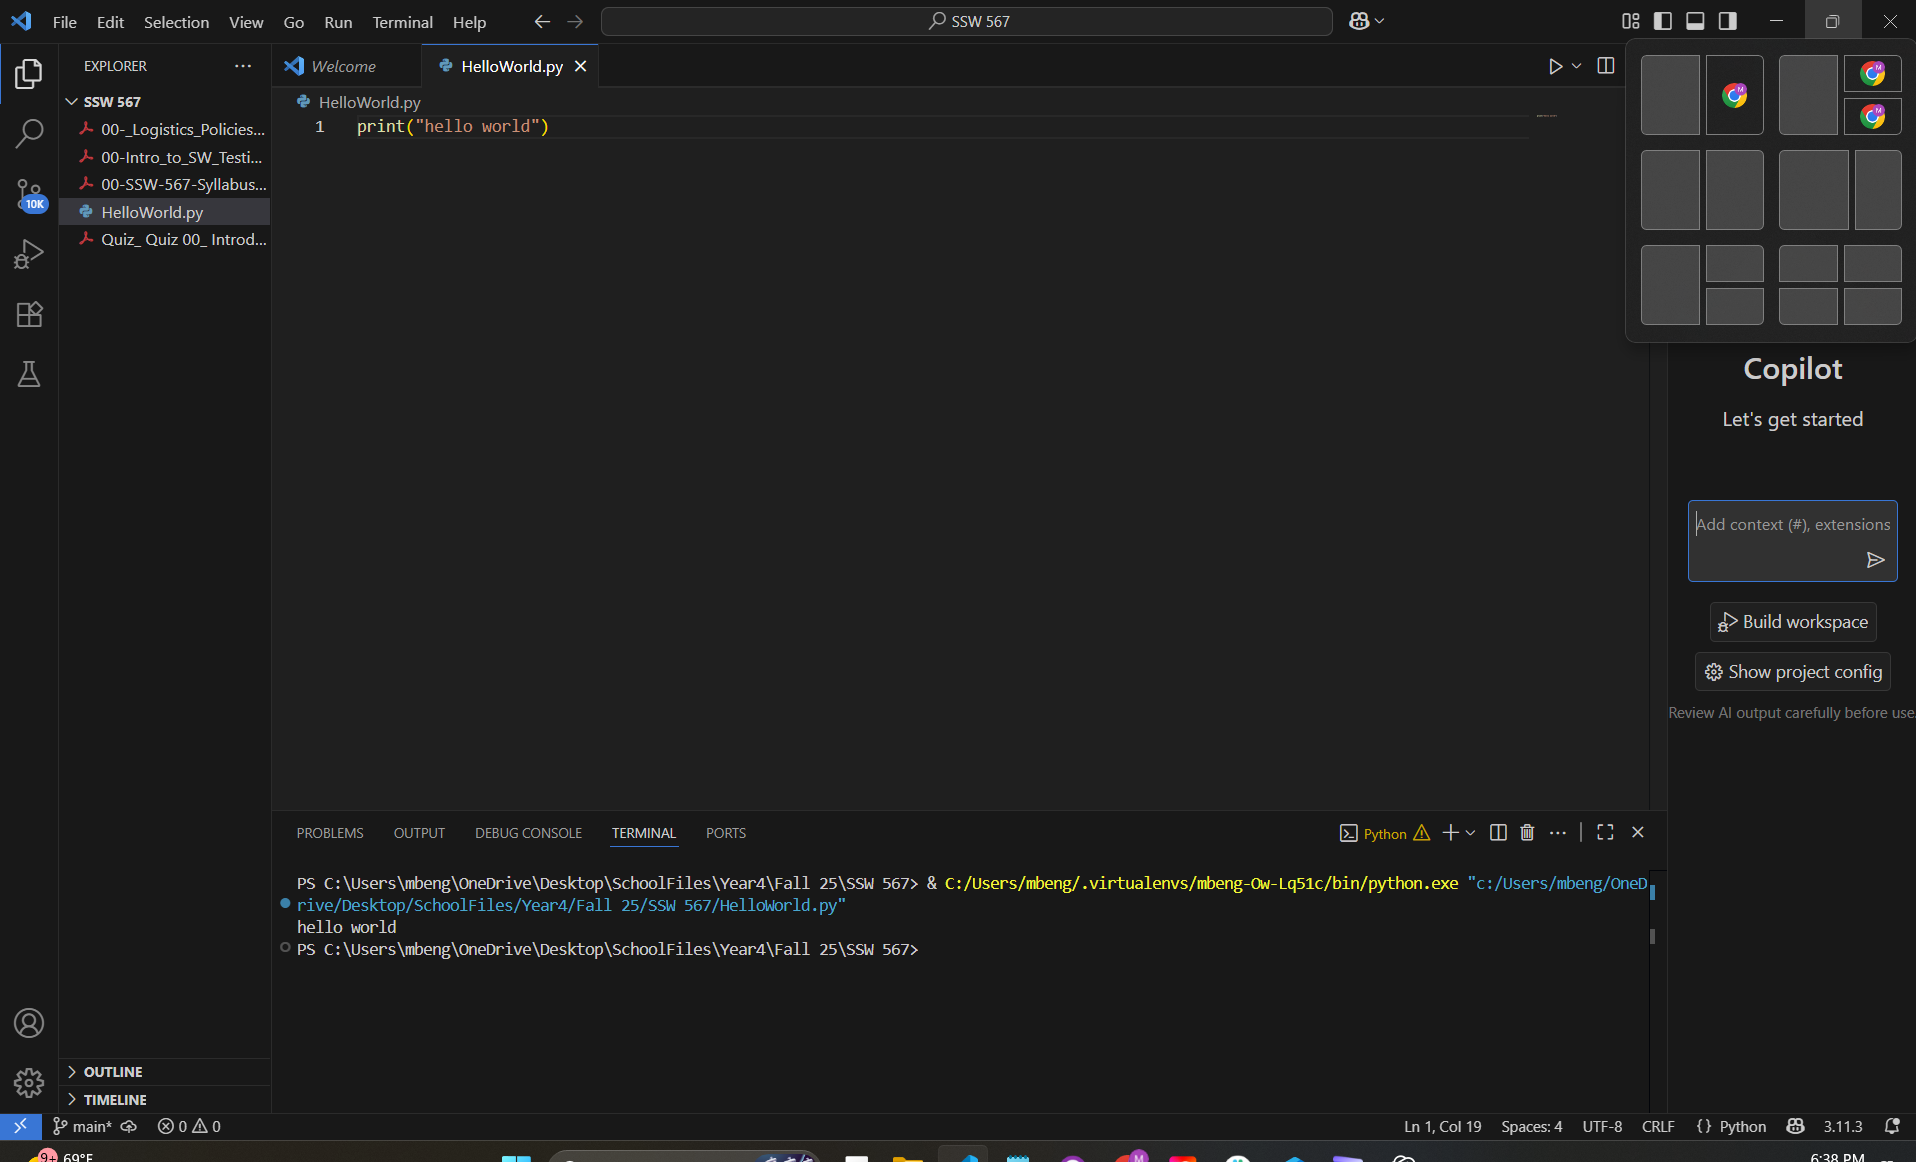 File Edit Selection View Go Run Terminal Help
SSW 567
EXPLORER
SSW 567
00-_Logistics_Policies...
00-Intro_to_SW_Testi...
00-SSW-567-Syllabus...
HelloWorld.py
Quiz_ Quiz 00_ Introd...
10K
OUTLINE
TIMELINE
Welcome
HelloWorld.py
HelloWorld.py
1 print("hello world")
M
M
M
Copilot
Let's get started
Add context (#), extensions
Build workspace
Show project config
Review AI output carefully before use.
PROBLEMS OUTPUT DEBUG CONSOLE TERMINAL PORTS
Python
PS C:\Users\mbeng\OneDrive\Desktop\SchoolFiles\Year4\Fall 25\SSW 567> & C:/Users/mbeng/.virtualenvs/mbeng-Ow-Lq51c/bin/python.exe "c:/Users/mbeng/OneD
rive/Desktop/SchoolFiles/Year4/Fall 25/SSW 567/HelloWorld.py"
hello world
PS C:\Users\mbeng\OneDrive\Desktop\SchoolFiles\Year4\Fall 25\SSW 567>
main* 0 0
Ln 1, Col 19 Spaces: 4 UTF-8 CRLF {} Python 3.11.3
9+ 69°F
M
6:38 PM